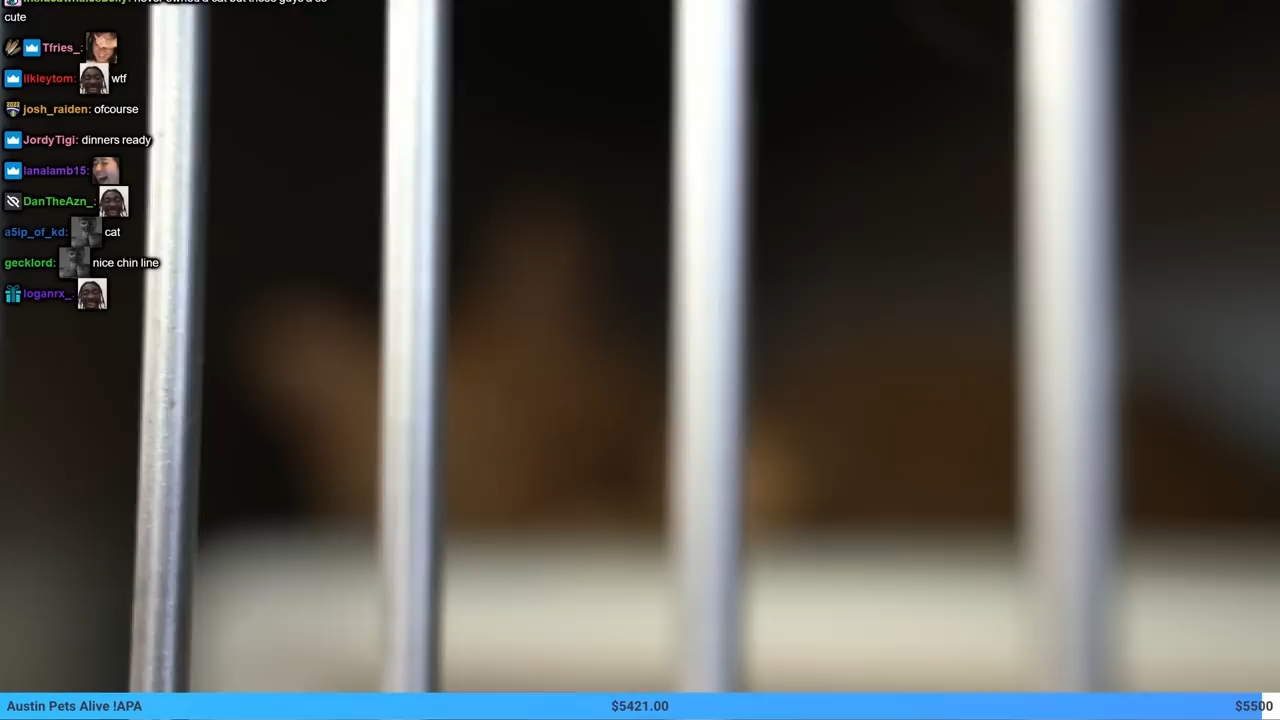 cute
Tfries_:
ilkleytom: wtf
josh_raiden: ofcourse
JordyTigi: dinners ready
lanalamb15:
DanTheAzn_:
a5ip_of_kd: cat
gecklord: nice chin line
loganrx_:
Austin Pets Alive !APA $5421.00 $5500